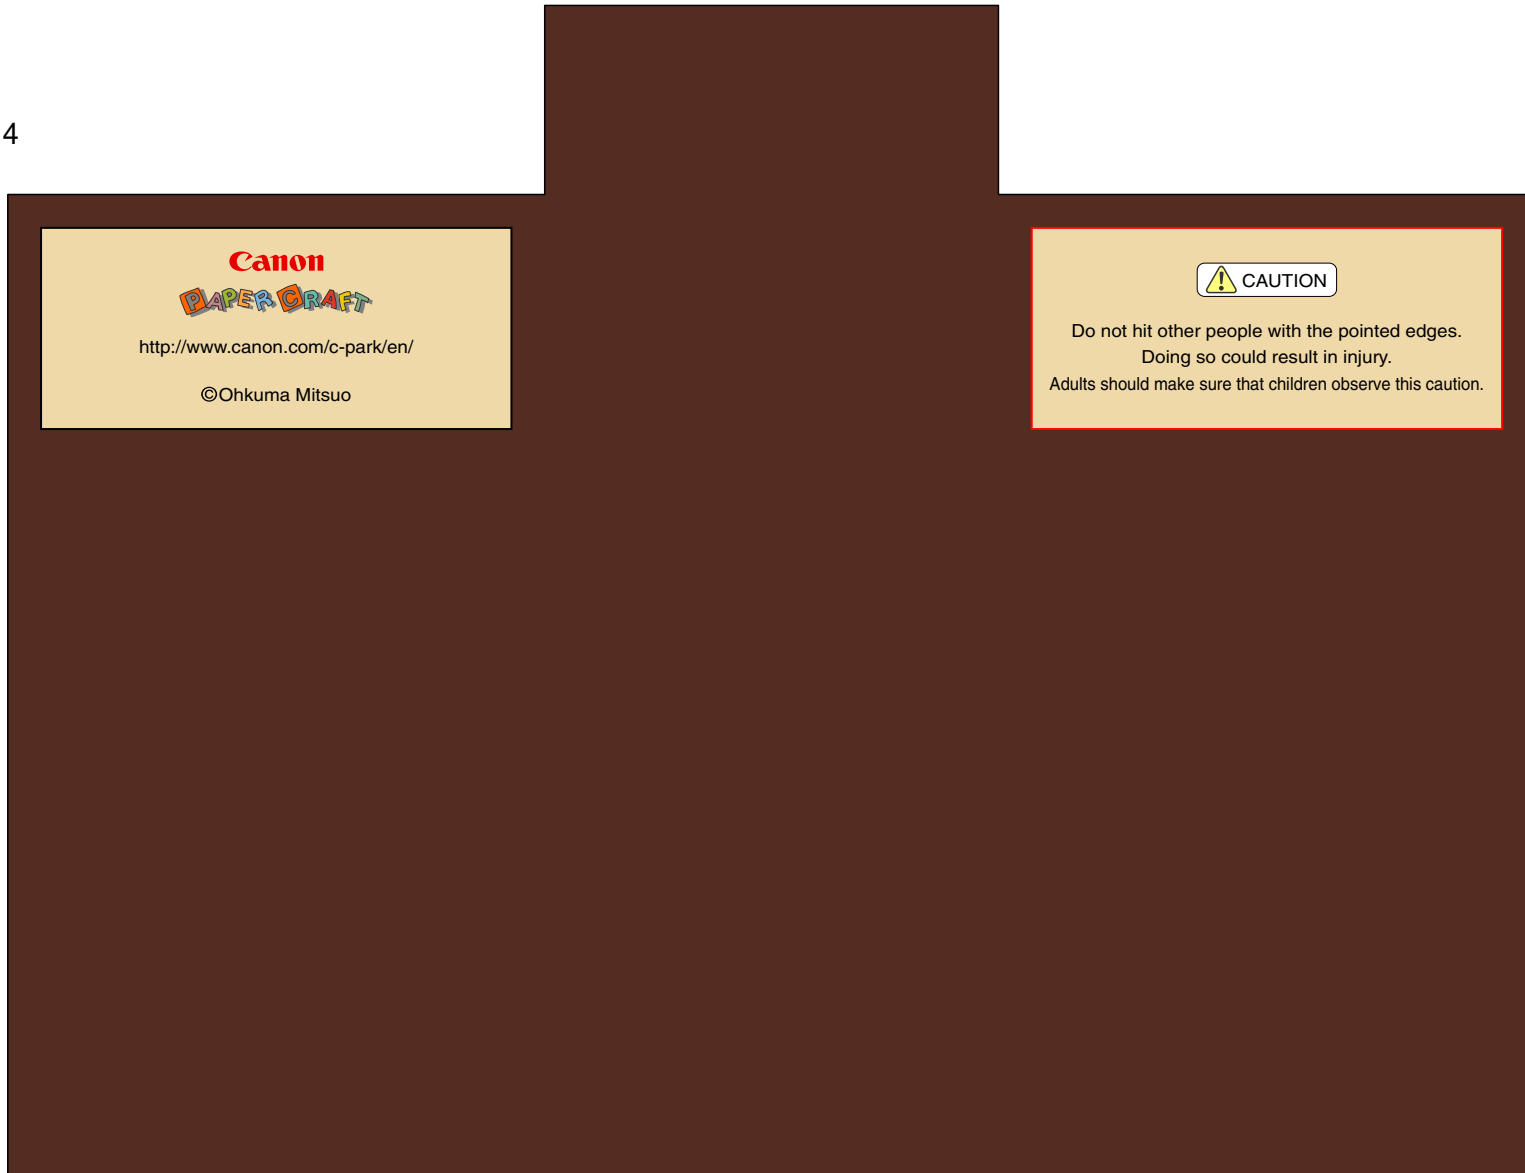 4
Canon
PAPER CRAFT
http://www.canon.com/c-park/en/
©Ohkuma Mitsuo
CAUTION
Do not hit other people with the pointed edges.
Doing so could result in injury.
Adults should make sure that children observe this caution.